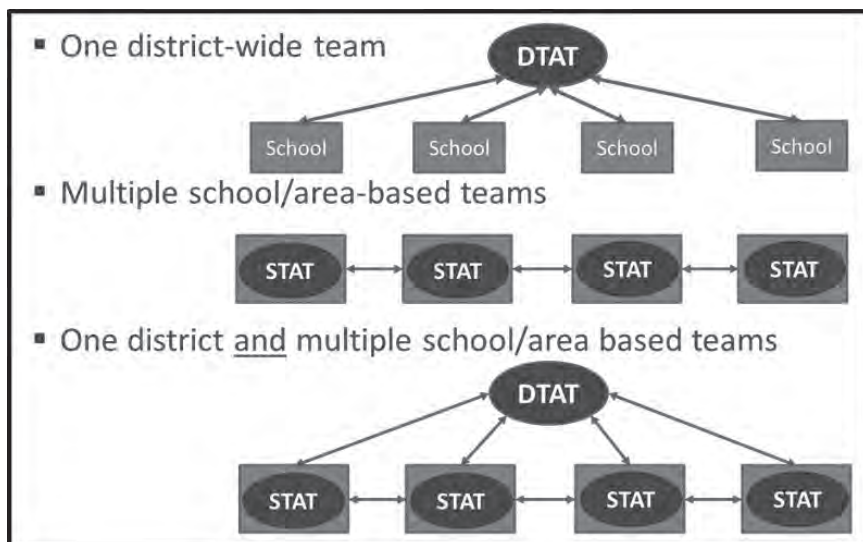 ▪ One district-wide team
DTAT
School School School School
▪ Multiple school/area-based teams
STAT STAT STAT STAT
▪ One district and multiple school/area based teams
DTAT
STAT STAT STAT STAT